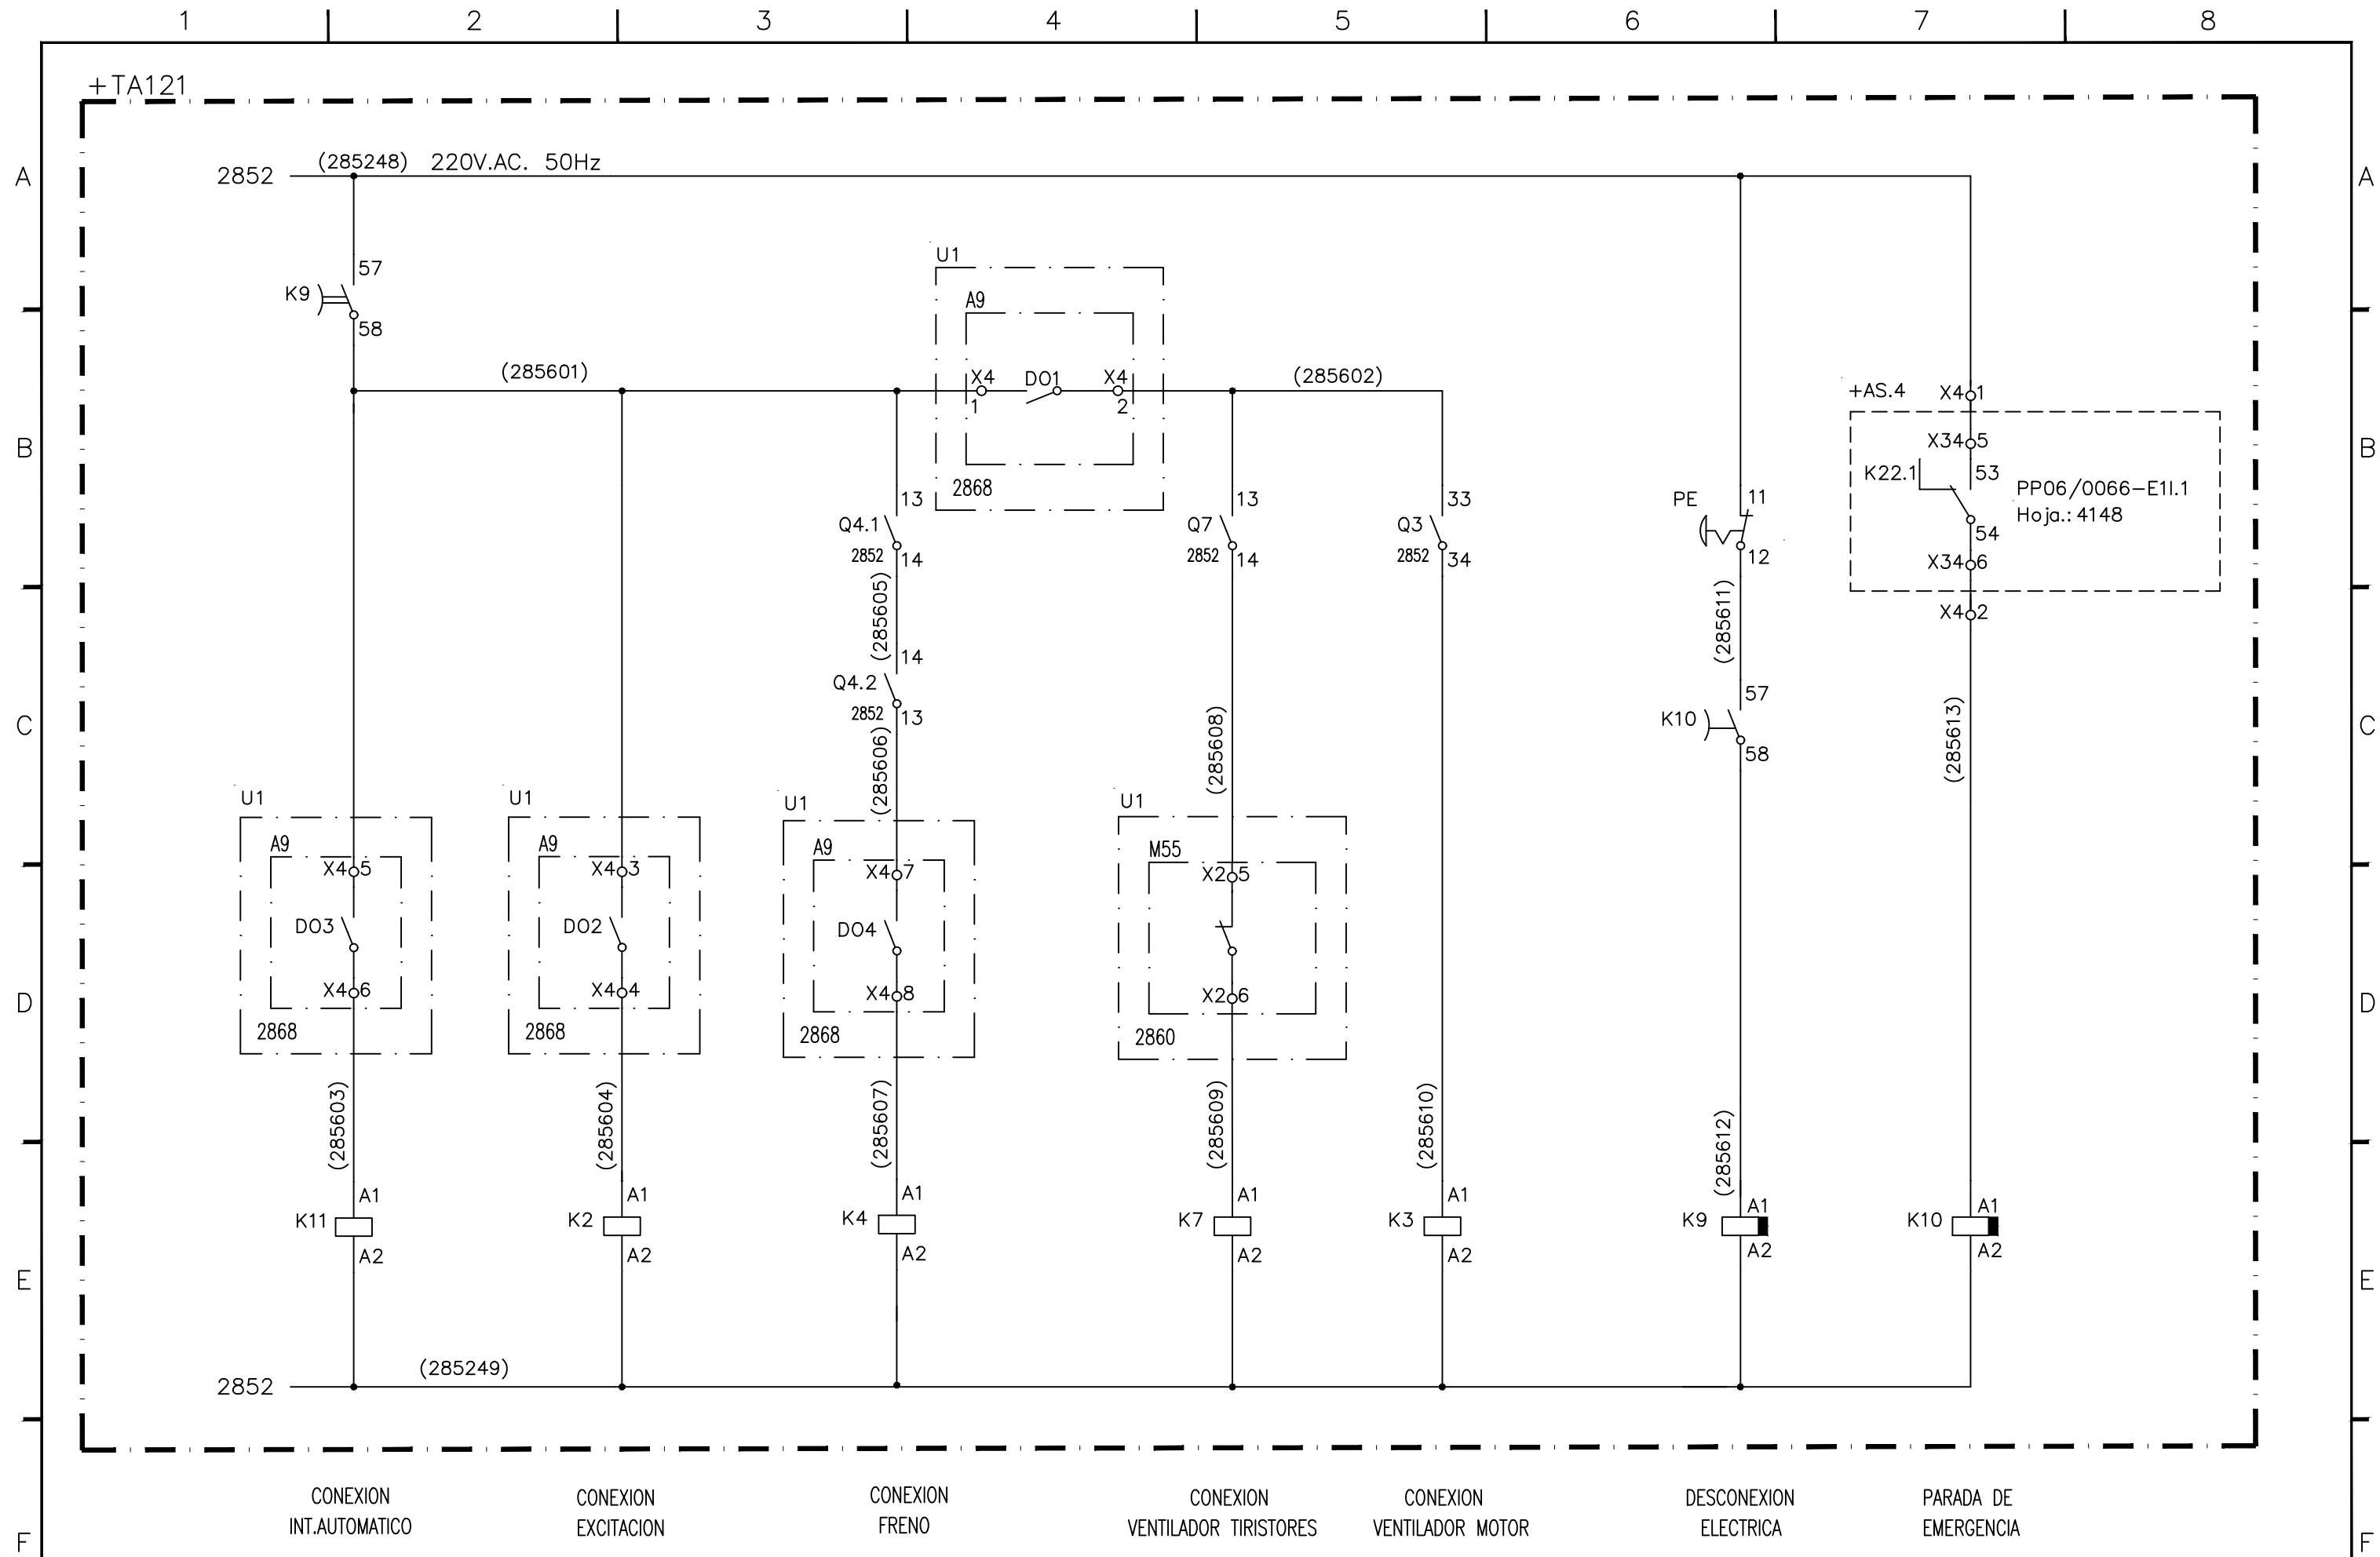 1 2 3 4 5 6 7 8
+TA121
A A
2852 (285248) 220V.AC. 50Hz
57
K9
58
U1
A9
(285601)
X4 DO1 X4
1 2
2868
(285602)
+AS.4 X4 1
B B
X34 5
K22.1 53
PP06/0066-E11.1
Hoja.: 4148
54
X34 6
X4 2
13
Q4.1
2852 14
13
Q7
2852 14
33
Q3
2852 34
11
PE
12
(285605)
(285611)
14
Q4.2
2852 13
57
K10
58
C C
(285606)
(285608)
(285613)
U1
A9
X4 5
DO3
X4 6
2868
U1
A9
X4 3
DO2
X4 4
2868
U1
A9
X4 7
DO4
X4 8
2868
U1
M55
X2 5
X2 6
2860
D D
(285603)
(285604)
(285607)
(285609)
(285610)
(285612)
A1
K11
A2
A1
K2
A2
A1
K4
A2
A1
K7
A2
A1
K3
A2
A1
K9
A2
A1
K10
A2
E E
2852 (285249)
CONEXION
INT.AUTOMATICO
CONEXION
EXCITACION
CONEXION
FRENO
CONEXION
VENTILADOR TIRISTORES
CONEXION
VENTILADOR MOTOR
DESCONEXION
ELECTRICA
PARADA DE
EMERGENCIA
F F